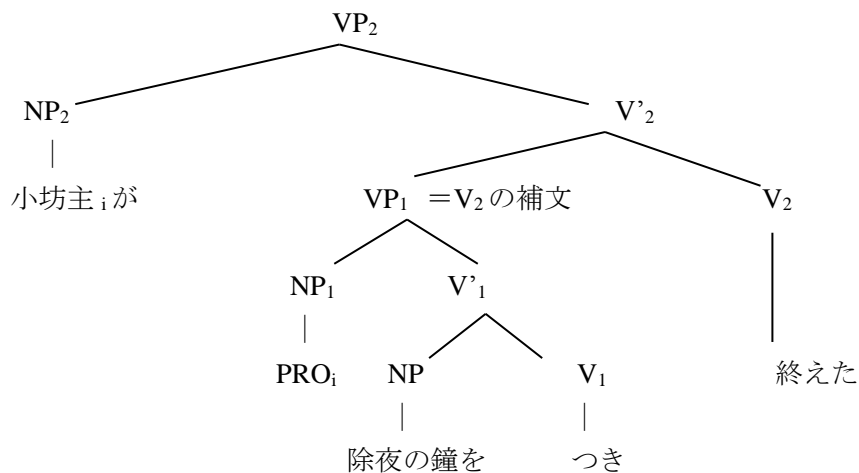 VP₂
NP₂ V’₂
小坊主 ᵢ が VP₁ ＝V₂の補文 V₂
NP₁ V’₁
PROᵢ NP V₁ 終えた
除夜の鐘を つき